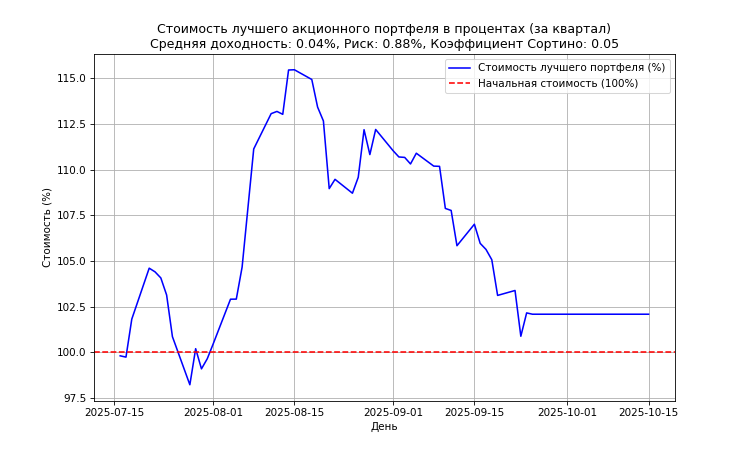 Стоимость лучшего акционного портфеля в процентах (за квартал)
Средняя доходность: 0.04%, Риск: 0.88%, Коэффициент Сортино: 0.05
Стоимость лучшего портфеля (%)
Начальная стоимость (100%)
Стоимость (%)
115.0
112.5
110.0
107.5
105.0
102.5
100.0
97.5
2025-07-15
2025-08-01
2025-08-15
2025-09-01
2025-09-15
2025-10-01
2025-10-15
День